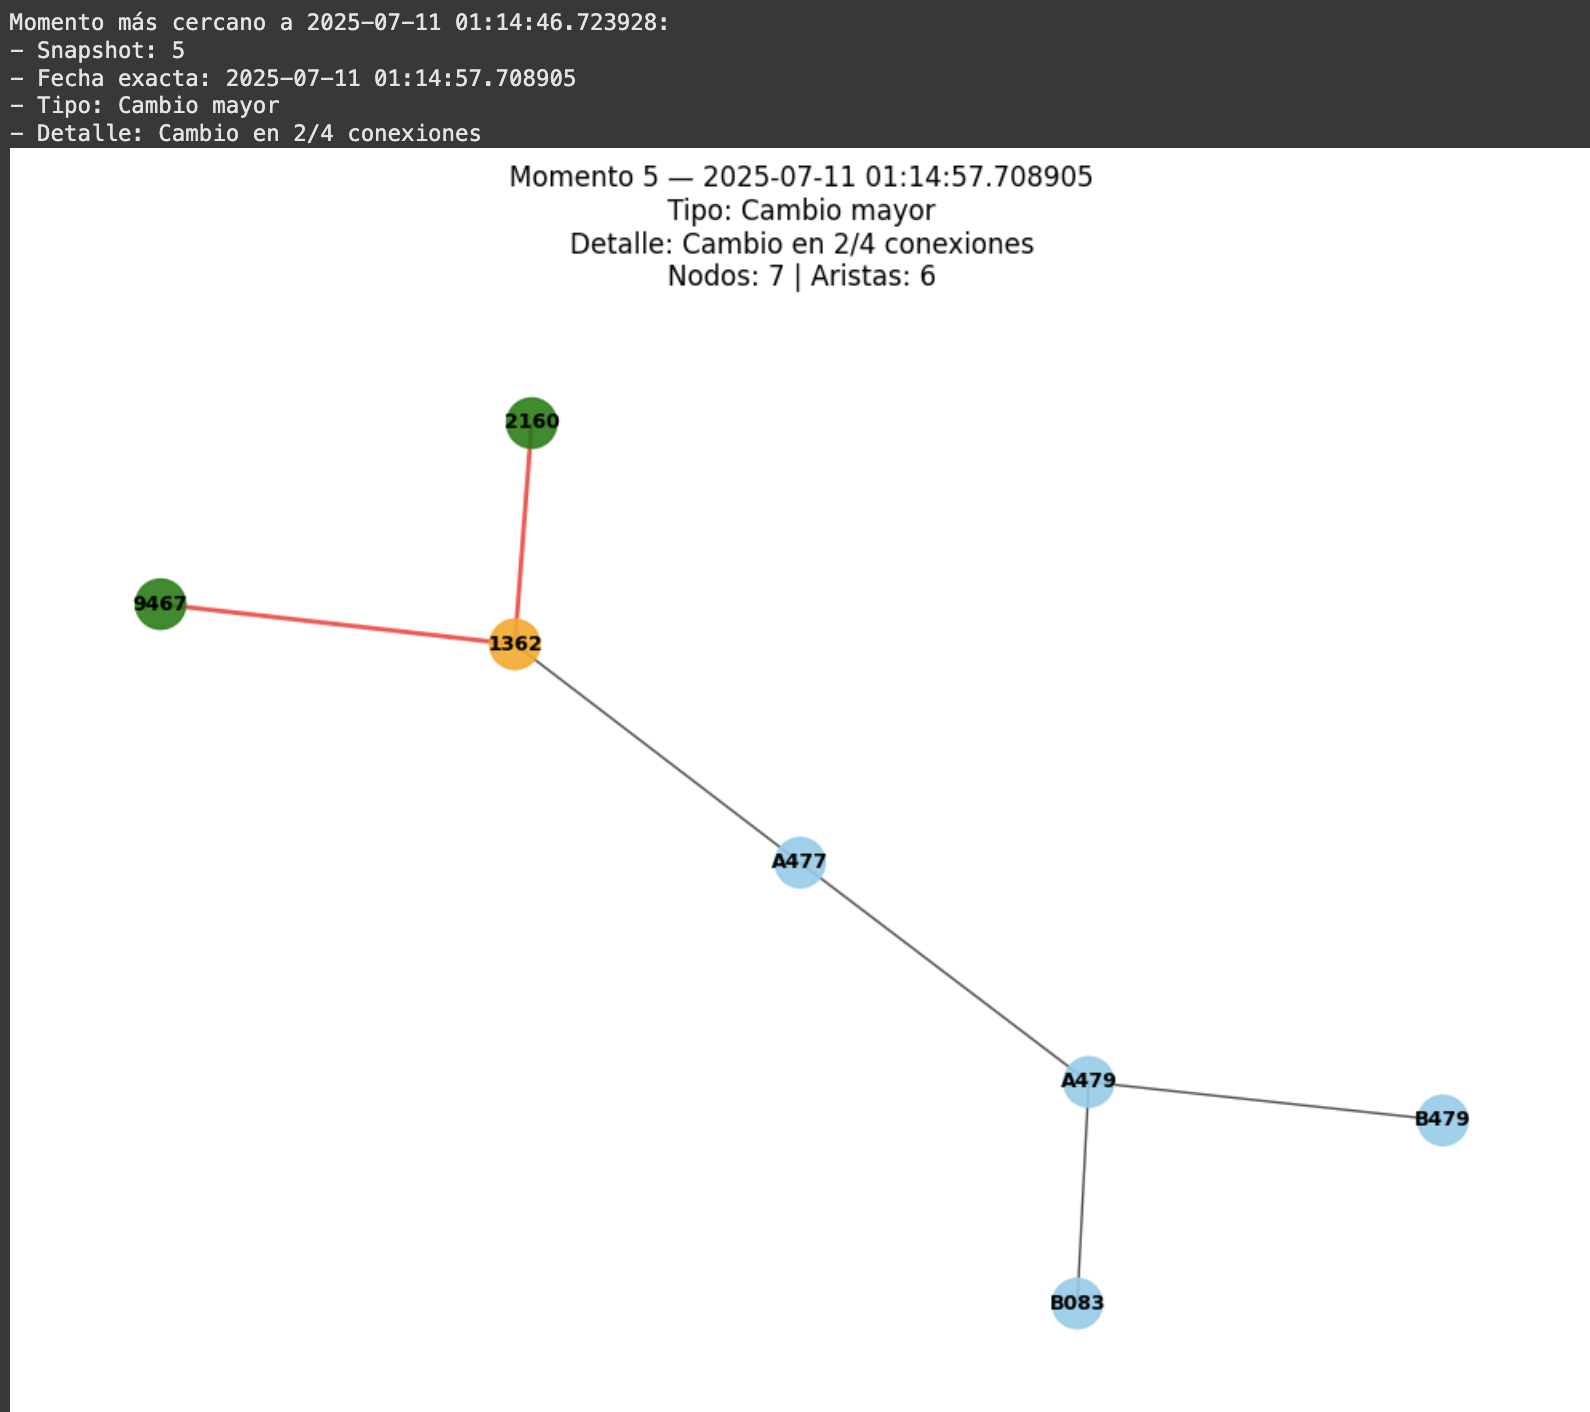 Momento más cercano a 2025-07-11 01:14:46.723928:
- Snapshot: 5
- Fecha exacta: 2025-07-11 01:14:57.708905
- Tipo: Cambio mayor
- Detalle: Cambio en 2/4 conexiones
Momento 5 — 2025-07-11 01:14:57.708905
Tipo: Cambio mayor
Detalle: Cambio en 2/4 conexiones
Nodos: 7 | Aristas: 6
2160
9467
1362
A477
A479
B479
B083